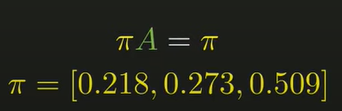 πA = π
π = [0.218, 0.273, 0.509]